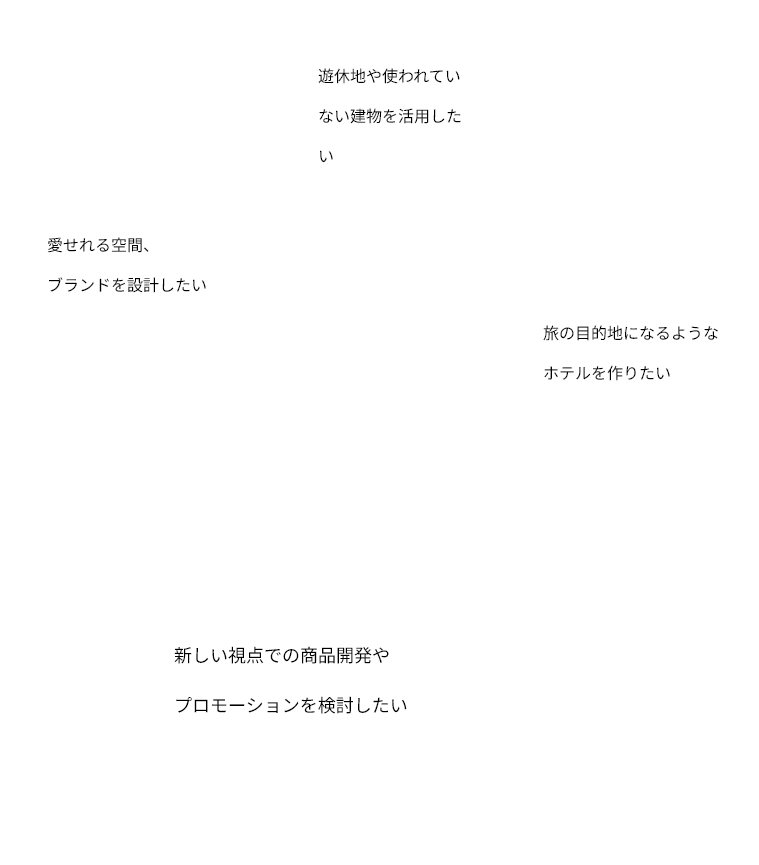 遊休地や使われてい
ない建物を活用した
い
愛せれる空間、
ブランドを設計したい
旅の目的地になるような
ホテルを作りたい
新しい視点での商品開発や
プロモーションを検討したい